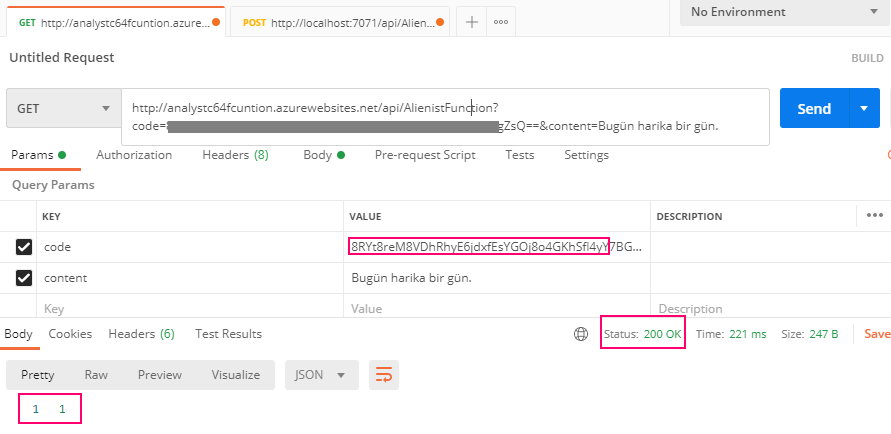 GET http://analystc64fcuntion.azure...
POST http://localhost:7071/api/Alien...
No Environment
Untitled Request
BUILD
GET
http://analystc64fcuntion.azurewebsites.net/api/AlienistFunction?
code=
gZsQ==&content=Bugün harika bir gün.
Send
Params
Authorization
Headers (8)
Body
Pre-request Script
Tests
Settings
Query Params
KEY VALUE DESCRIPTION
code 8RYt8reM8VDhRhyE6jdxfEsYGOj8o4GKhSfl4yY7BG...
content Bugün harika bir gün.
Key Value Description
Body Cookies Headers (6) Test Results
Status: 200 OK Time: 221 ms Size: 247 B Save
Pretty Raw Preview Visualize JSON
1 1